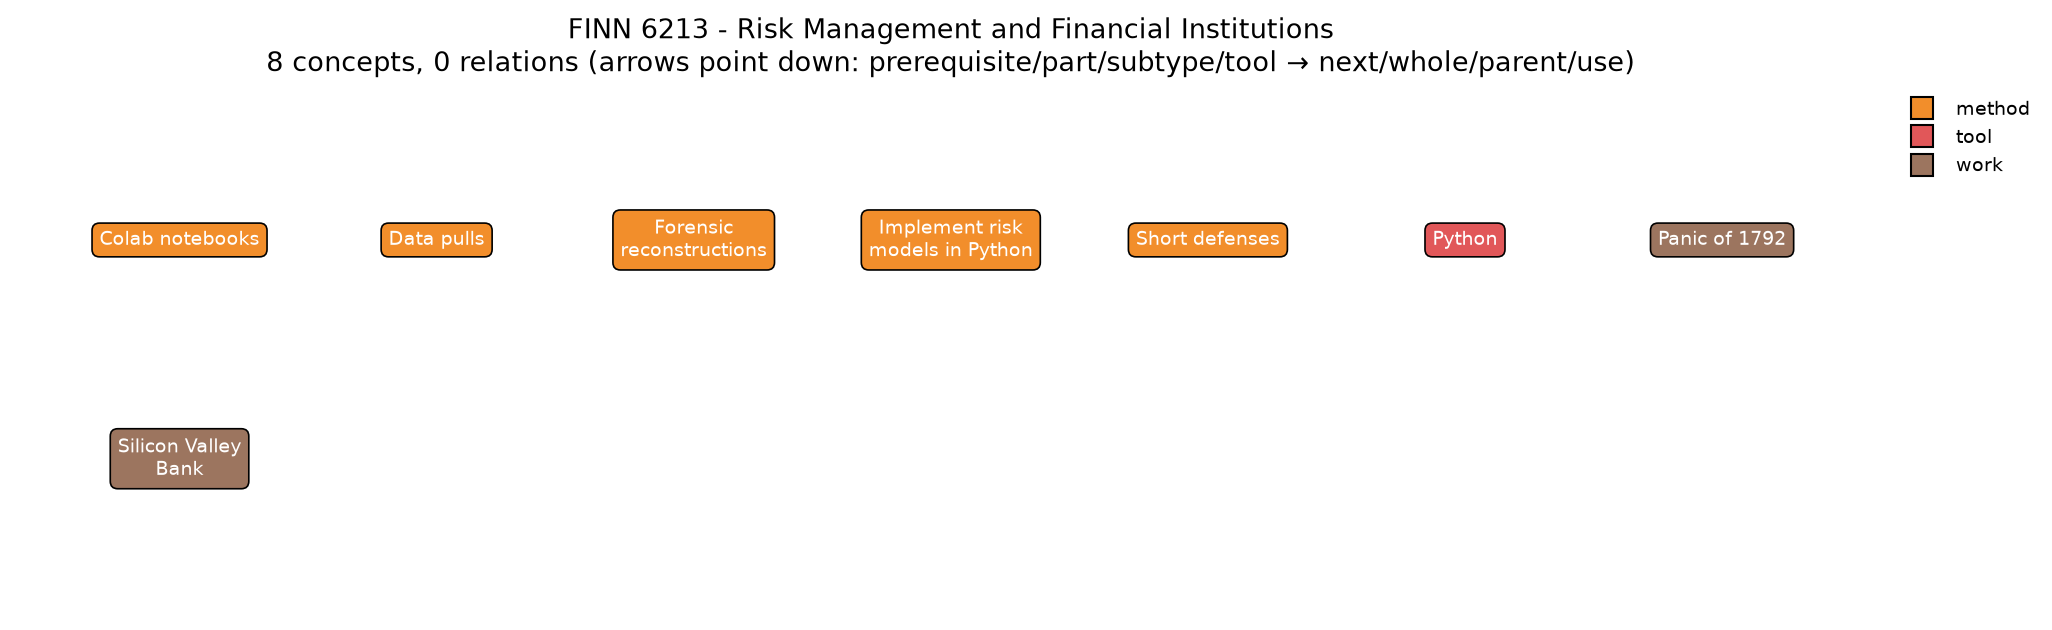 FINN 6213 - Risk Management and Financial Institutions
8 concepts, 0 relations (arrows point down: prerequisite/part/subtype/tool → next/whole/parent/use)
method
tool
work
Colab notebooks
Data pulls
Forensic
reconstructions
Implement risk
models in Python
Short defenses
Python
Panic of 1792
Silicon Valley
Bank